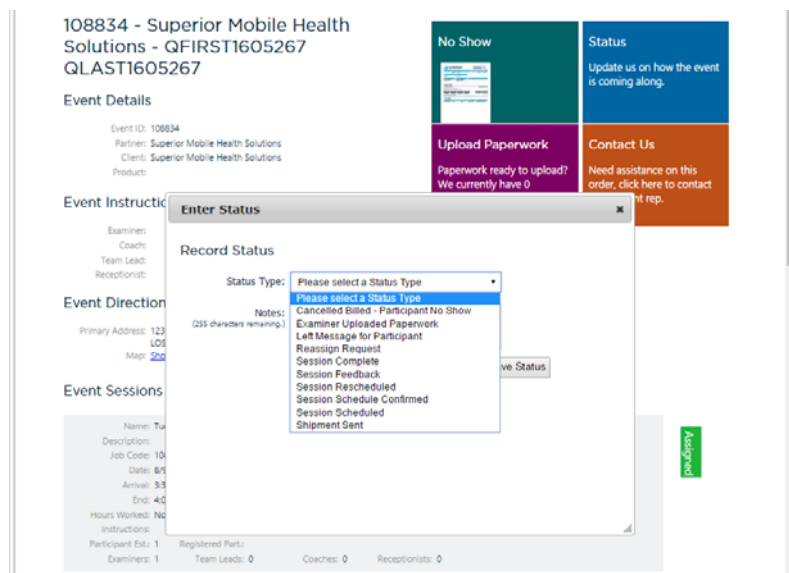 108834 - Superior Mobile Health
Solutions - QFIRST1605267
QLAST1605267
Event Details
Event ID: 108834
Partner: Superior Mobile Health Solutions
Client: Superior Mobile Health Solutions
Product:
No Show
Status
Update us on how the event
is coming along.
Upload Paperwork
Paperwork ready to upload?
We currently have 0
Contact Us
Need assistance on this
order, click here to contact
nt rep.
Event Instructio
Examiner:
Coach:
Team Lead:
Receptionist:
Event Direction
Primary Address: 123
LOS
Map: Sho
Event Sessions
Name: Tu
Description:
Job Code: 10
Date: 8/9
Arrival: 3:3
End: 4:0
Hours Worked: No
Instructions:
Participant Est.: 1 Registered Part.:
Examiners: 1 Team Leads: 0 Coaches: 0 Receptionists: 0
Assigned
Enter Status
Record Status
Status Type: Please select a Status Type
Please select a Status Type
Cancelled Billed - Participant No Show
Examiner Uploaded Paperwork
Left Message for Participant
Reassign Request
Session Complete
Session Feedback
Session Rescheduled
Session Schedule Confirmed
Session Scheduled
Shipment Sent
Notes:
(255 characters remaining.)
ve Status